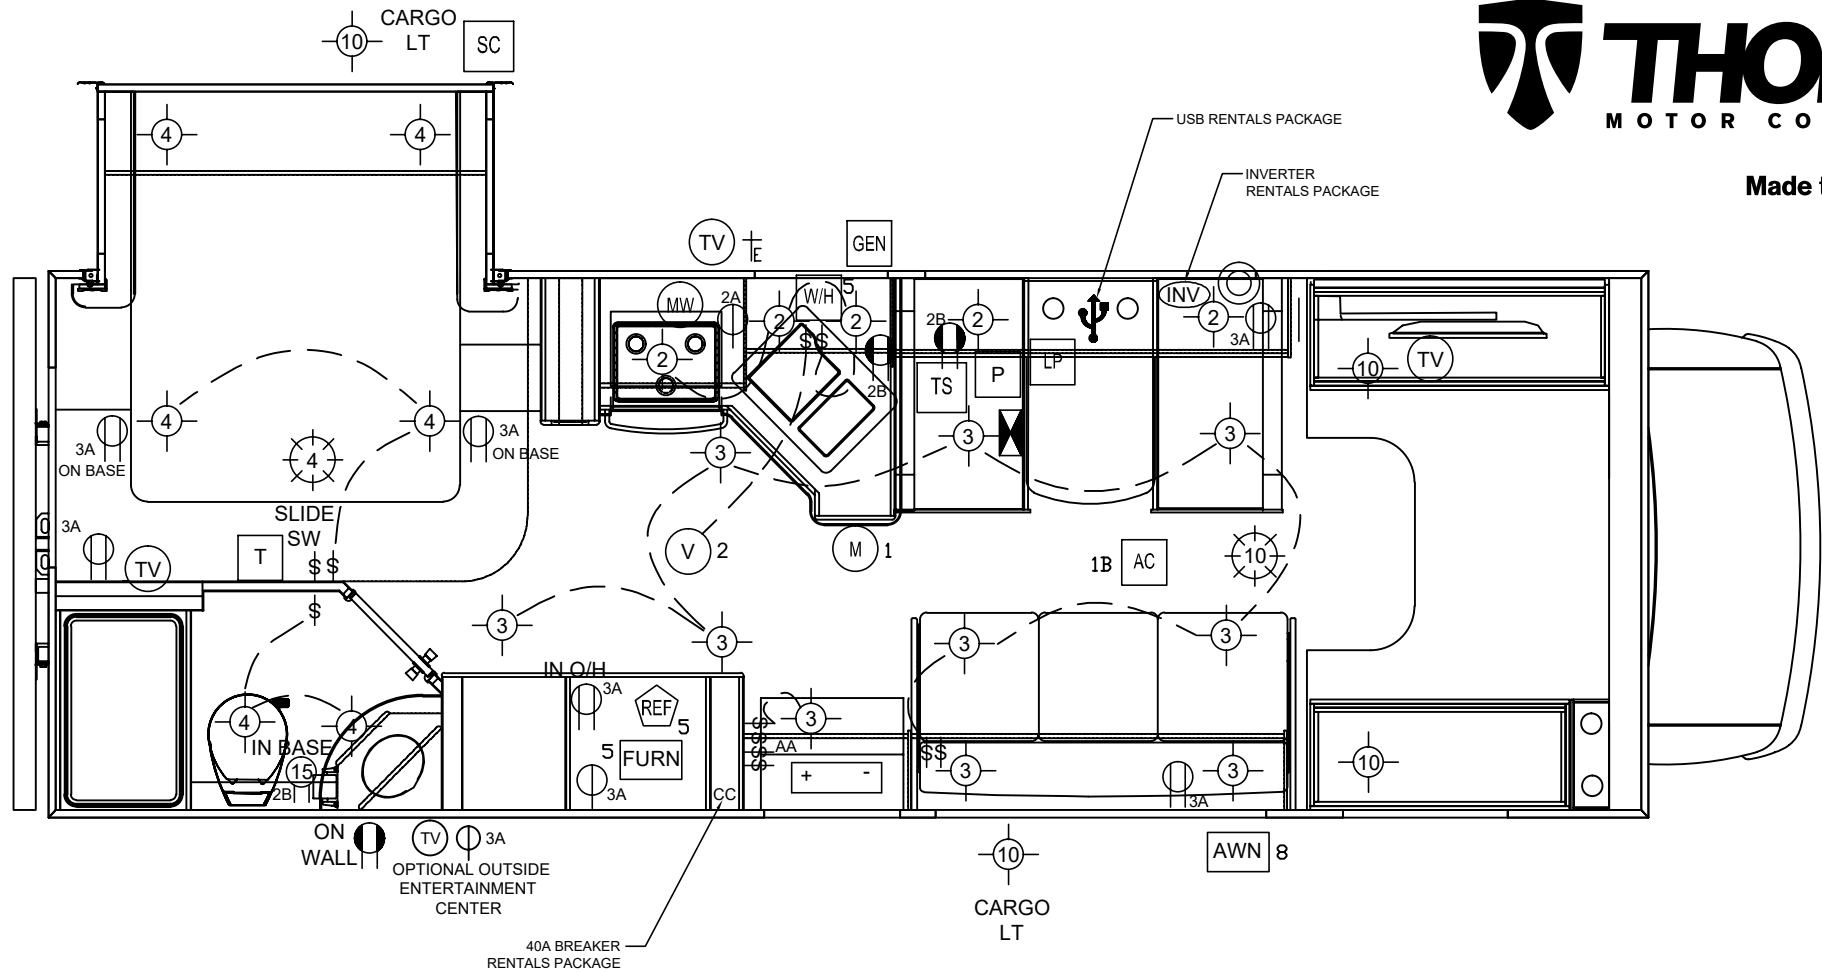 CARGO
LT
10
SC
THO
MOTOR CO
Made t
USB RENTALS PACKAGE
INVERTER
RENTALS PACKAGE
4
4
TV
E
GEN
MW
2A
W/H
5
2
2
2B
2
INV
2
3A
2
$$
2B
TS
P
LP
10
TV
4
4
4
3A
ON BASE
3A
ON BASE
3
3
3
SLIDE
SW
3A
TV
T
$$
V
2
M
1
1B
AC
10
$
3
3
3
3
IN O/H
3A
REF
5
4
4
IN BASE
15
2B
5
FURN
3A
CC
$
$
$
$
AA
3
+
-
$$
3
3
3A
10
ON
WALL
TV
3A
OPTIONAL OUTSIDE
ENTERTAINMENT
CENTER
10
CARGO
LT
AWN
8
40A BREAKER
RENTALS PACKAGE